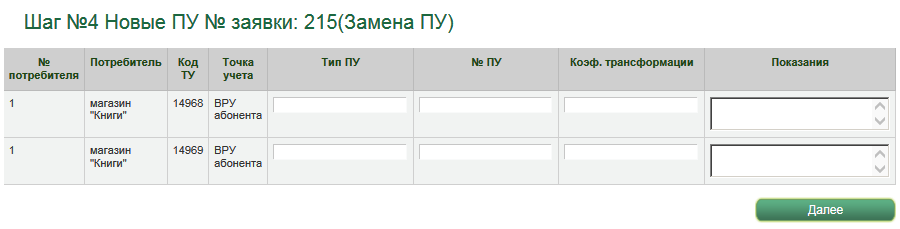 Шаг №4 Новые ПУ № заявки: 215(Замена ПУ)
№ потребителя Потребитель Код ТУ Точка учета Тип ПУ № ПУ Коэф. трансформации Показания
1 магазин "Книги" 14968 ВРУ абонента
1 магазин "Книги" 14969 ВРУ абонента
Далее